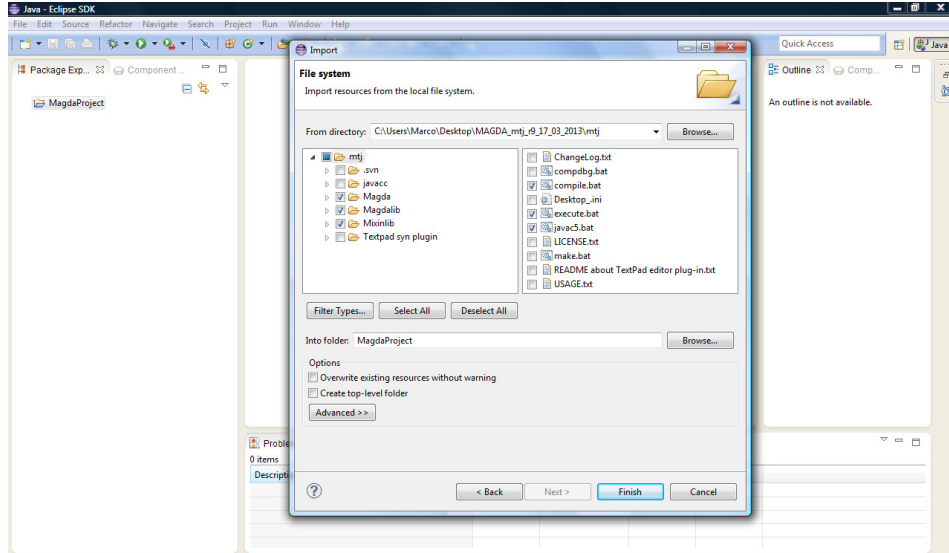 Java - Eclipse SDK
File Edit Source Refactor Navigate Search Project Run Window Help
Quick Access
Java
Package Exp...
Component ...
MagdaProject
Import
File system
Import resources from the local file system.
From directory: C:\Users\Marco\Desktop\MAGDA_mtj_r9_17_03_2013\mtj
Browse...
mtj
.svn
javacc
Magda
Magdalib
Mixinlib
Textpad syn plugin
ChangeLog.txt
compdbg.bat
compile.bat
Desktop_.ini
execute.bat
javac5.bat
LICENSE.txt
make.bat
README about TextPad editor plug-in.txt
USAGE.txt
Filter Types...
Select All
Deselect All
Into folder: MagdaProject
Browse...
Options
Overwrite existing resources without warning
Create top-level folder
Advanced >>
< Back
Next >
Finish
Cancel
Outline
Comp...
An outline is not available.
Proble
0 items
Descripti